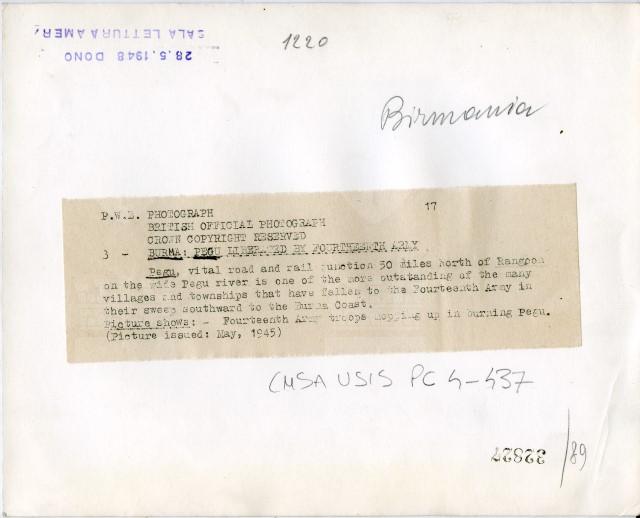 28.5.1948 DONO
SALA LETTURA AMER.
1220
Birmania
17
P.W.B. PHOTOGRAPH
BRITISH OFFICIAL PHOTOGRAPH
CROWN COPYRIGHT RESERVED
3 - BURMA: PEGU LIBERATED BY FOURTEENTH ARMY
Pegu, vital road and rail junction 50 miles north of Rangoon
on the wife Pegu river is one of the more outstatang of the many
villages and townships that have fallen to the Fourteenth Army in
their sweep southward to the Burma Coast.
Picture shows: - Fourteenth Army troops mopping up in burning Pegu.
(Picture issued: May, 1945)
CMSA USIS PC 4-437
32827 /89